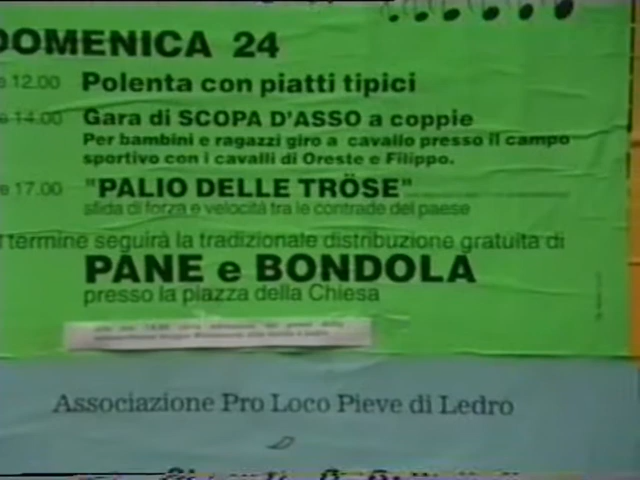 DOMENICA 24
e 12.00 Polenta con piatti tipici
e 14.00 Gara di SCOPA D'ASSO a coppie
Per bambini e ragazzi giro a cavallo presso il campo
sportivo con i cavalli di Oreste e Filippo.
e 17.00 "PALIO DELLE TRÖSE"
sfida di forza e velocità tra le contrade del paese
l termine seguirà la tradizionale distribuzione gratuita di
PANE e BONDOLA
presso la piazza della Chiesa
Associazione Pro Loco Pieve di Ledro